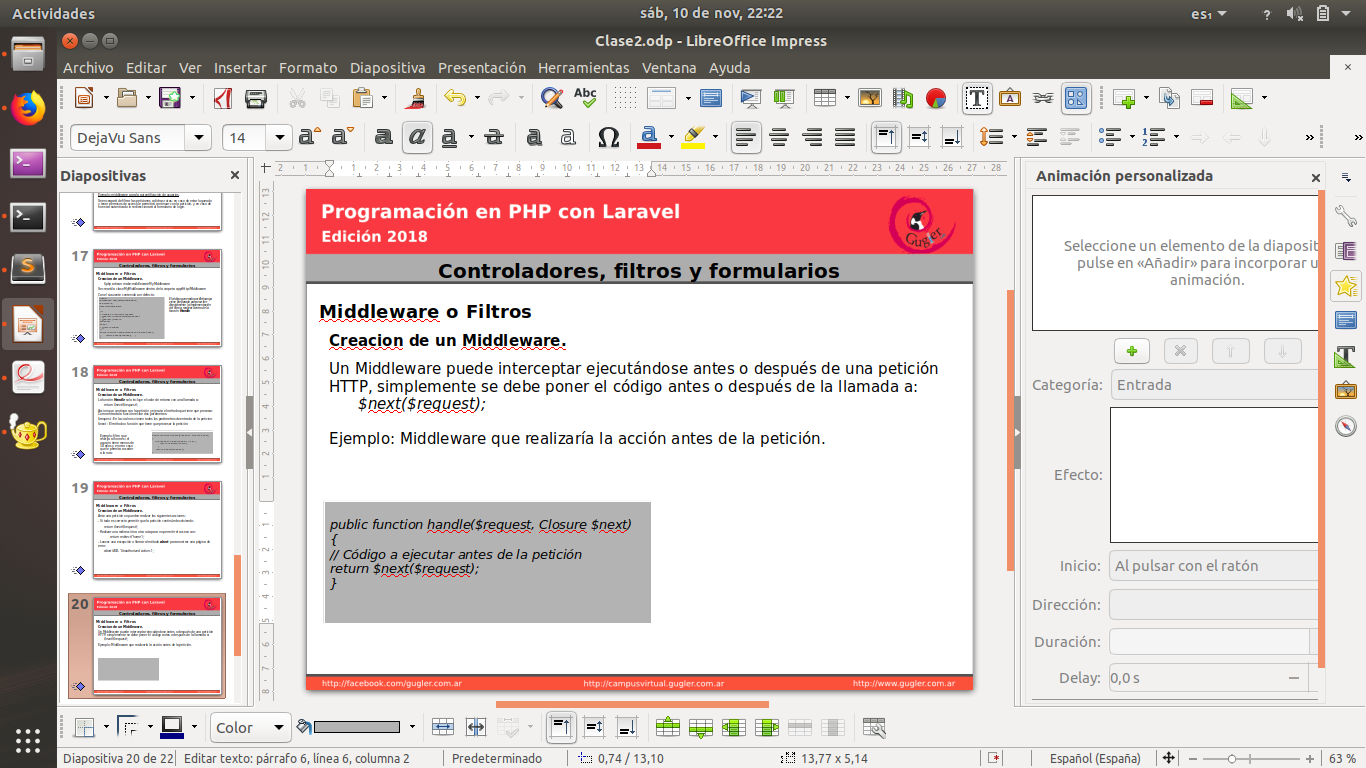 Actividades
sáb, 10 de nov, 22:22
es₁
?
Clase2.odp - LibreOffice Impress
Archivo Editar Ver Insertar Formato Diapositiva Presentación Herramientas Ventana Ayuda
Abc
DejaVu Sans
14
Diapositivas
17
18
19
20
Programación en PHP con Laravel
Edición 2018
Gugler
Controladores, filtros y formularios
Middleware o Filtros
Creacion de un Middleware.
Un Middleware puede interceptar ejecutándose antes o después de una petición
HTTP, simplemente se debe poner el código antes o después de la llamada a:
$next($request);
Ejemplo: Middleware que realizaría la acción antes de la petición.
public function handle($request, Closure $next)
{
// Código a ejecutar antes de la petición
return $next($request);
}
http://facebook.com/gugler.com.ar
http://campusvirtual.gugler.com.ar
http://www.gugler.com.ar
Animación personalizada
Seleccione un elemento de la diaposit
pulse en «Añadir» para incorporar u
animación.
Categoría: Entrada
Efecto:
Inicio: Al pulsar con el ratón
Dirección:
Duración:
Delay: 0,0 s
Color
Diapositiva 20 de 22
Editar texto: párrafo 6, línea 6, columna 2
Predeterminado
0,74 / 13,10
13,77 x 5,14
Español (España)
63 %